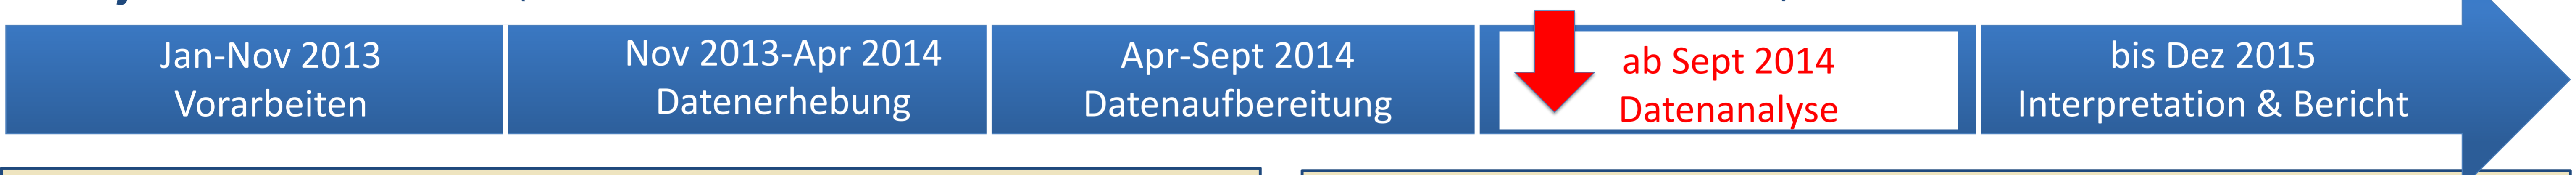 Jan-Nov 2013
Vorarbeiten
Nov 2013-Apr 2014
Datenerhebung
Apr-Sept 2014
Datenaufbereitung
ab Sept 2014
Datenanalyse
bis Dez 2015
Interpretation & Bericht